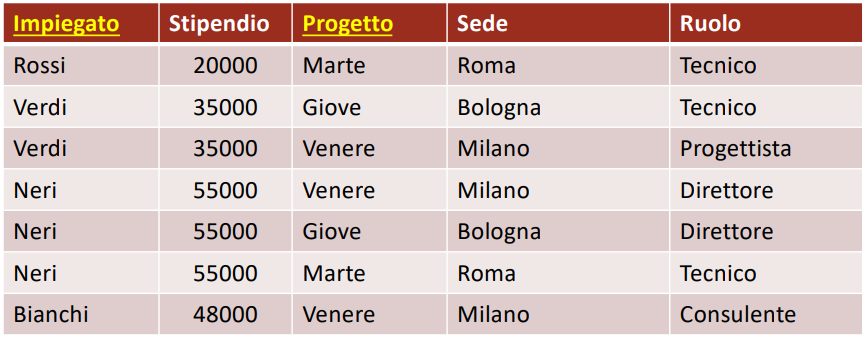 Impiegato Stipendio Progetto Sede Ruolo
Rossi 20000 Marte Roma Tecnico
Verdi 35000 Giove Bologna Tecnico
Verdi 35000 Venere Milano Progettista
Neri 55000 Venere Milano Direttore
Neri 55000 Giove Bologna Direttore
Neri 55000 Marte Roma Tecnico
Bianchi 48000 Venere Milano Consulente